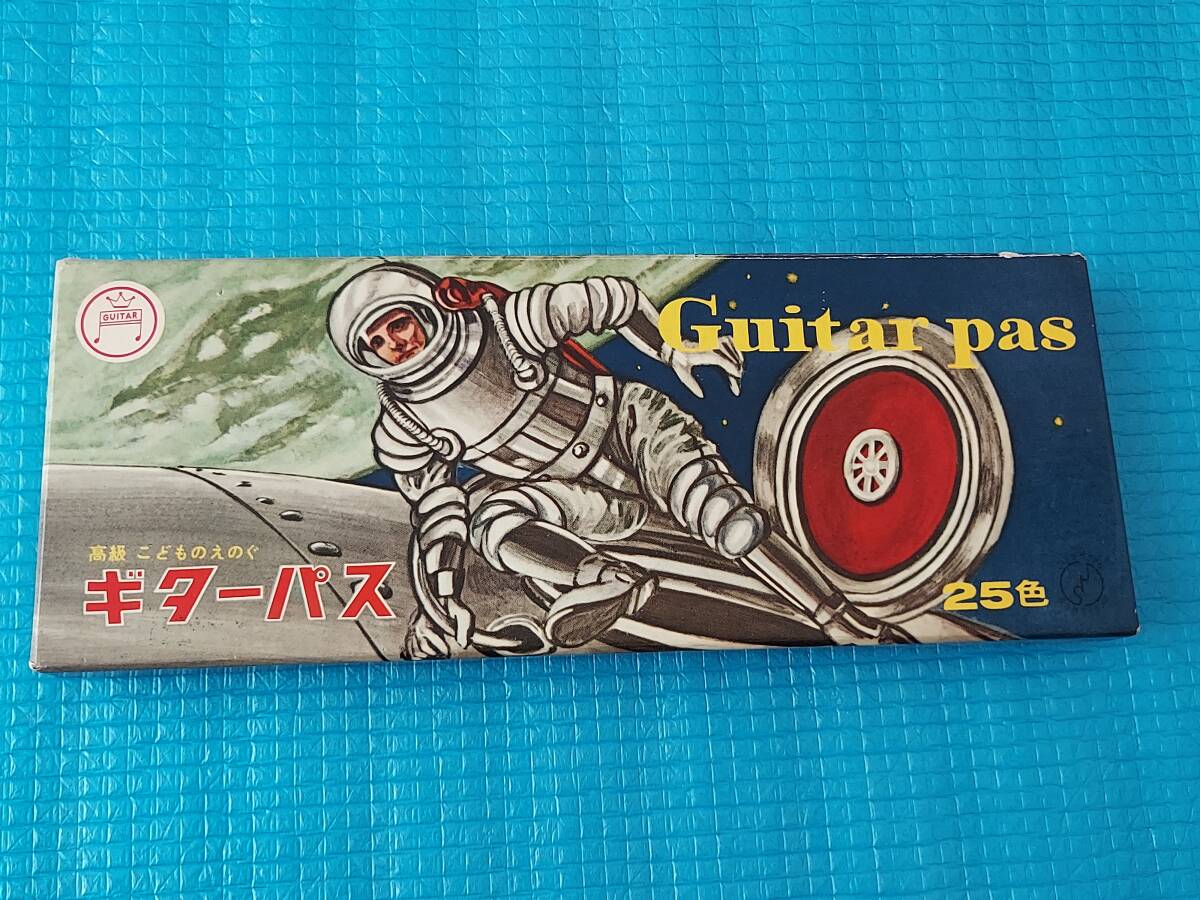 GUITAR
Guitar pas
高級 こどものえのぐ
ギターパス
25色